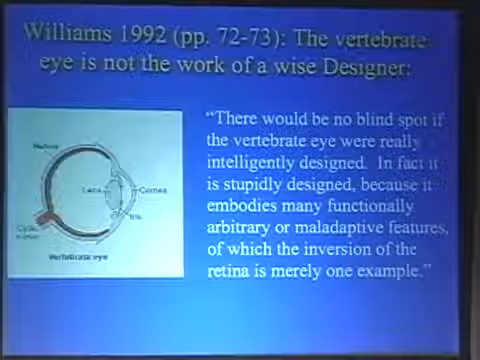 Williams 1992 (pp. 72-73): The vertebrate
eye is not the work of a wise Designer:
"There would be no blind spot if
the vertebrate eye were really
intelligently designed. In fact it
is stupidly designed, because it
embodies many functionally
arbitrary or maladaptive features,
of which the inversion of the
retina is merely one example."
Retina
Lens
Cornea
Iris
Optic
Vertebrate eye